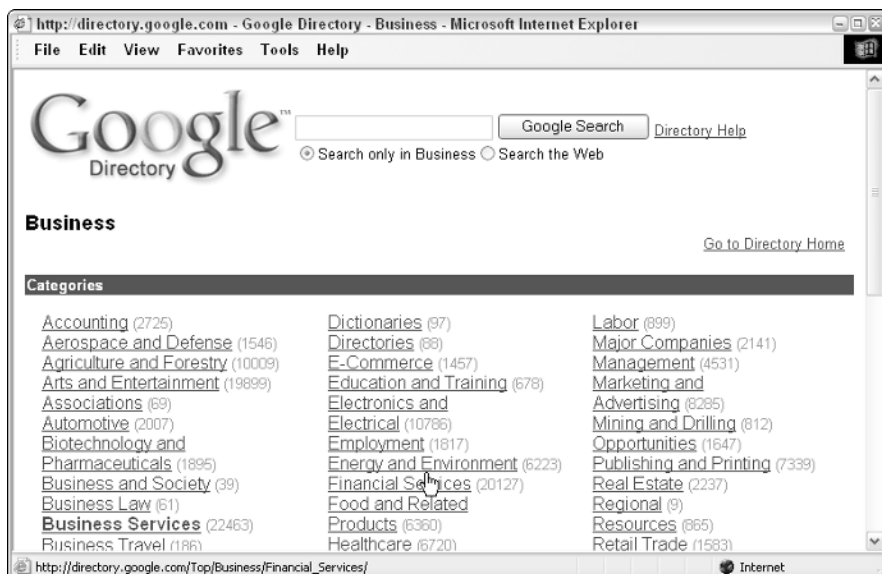 http://directory.google.com - Google Directory - Business - Microsoft Internet Explorer
File Edit View Favorites Tools Help
Google™
Directory
Google Search
Directory Help
Search only in Business Search the Web
Business
Go to Directory Home
Categories
Accounting (2725)
Aerospace and Defense (1546)
Agriculture and Forestry (10009)
Arts and Entertainment (19899)
Associations (69)
Automotive (2007)
Biotechnology and
Pharmaceuticals (1895)
Business and Society (39)
Business Law (61)
Business Services (22463)
Business Travel (186)
Dictionaries (97)
Directories (88)
E-Commerce (1457)
Education and Training (678)
Electronics and
Electrical (10786)
Employment (1817)
Energy and Environment (6223)
Financial Services (20127)
Food and Related
Products (6360)
Healthcare (6720)
Labor (899)
Major Companies (2141)
Management (4531)
Marketing and
Advertising (8285)
Mining and Drilling (812)
Opportunities (1647)
Publishing and Printing (7339)
Real Estate (2237)
Regional (9)
Resources (865)
Retail Trade (1583)
http://directory.google.com/Top/Business/Financial_Services/
Internet